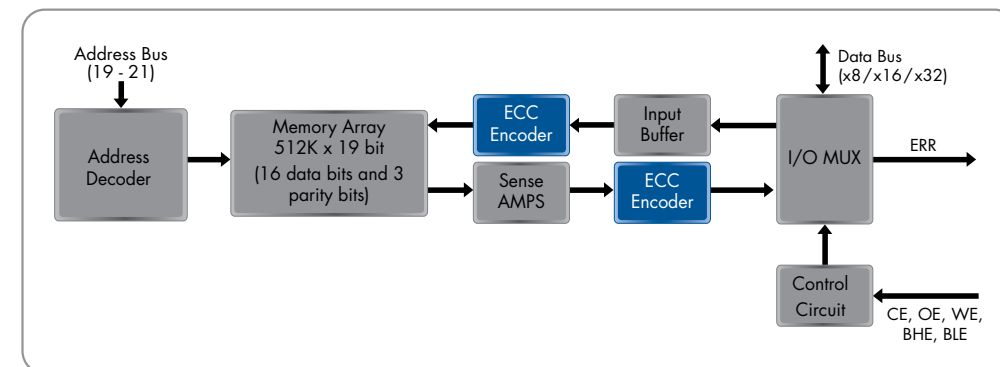 Address Bus
(19 - 21)
Address
Decoder
Memory Array
512K x 19 bit
(16 data bits and 3
parity bits)
ECC
Encoder
Input
Buffer
Sense
AMPS
ECC
Encoder
Data Bus
(x8/x16/x32)
I/O MUX
ERR
Control
Circuit
CE, OE, WE,
BHE, BLE